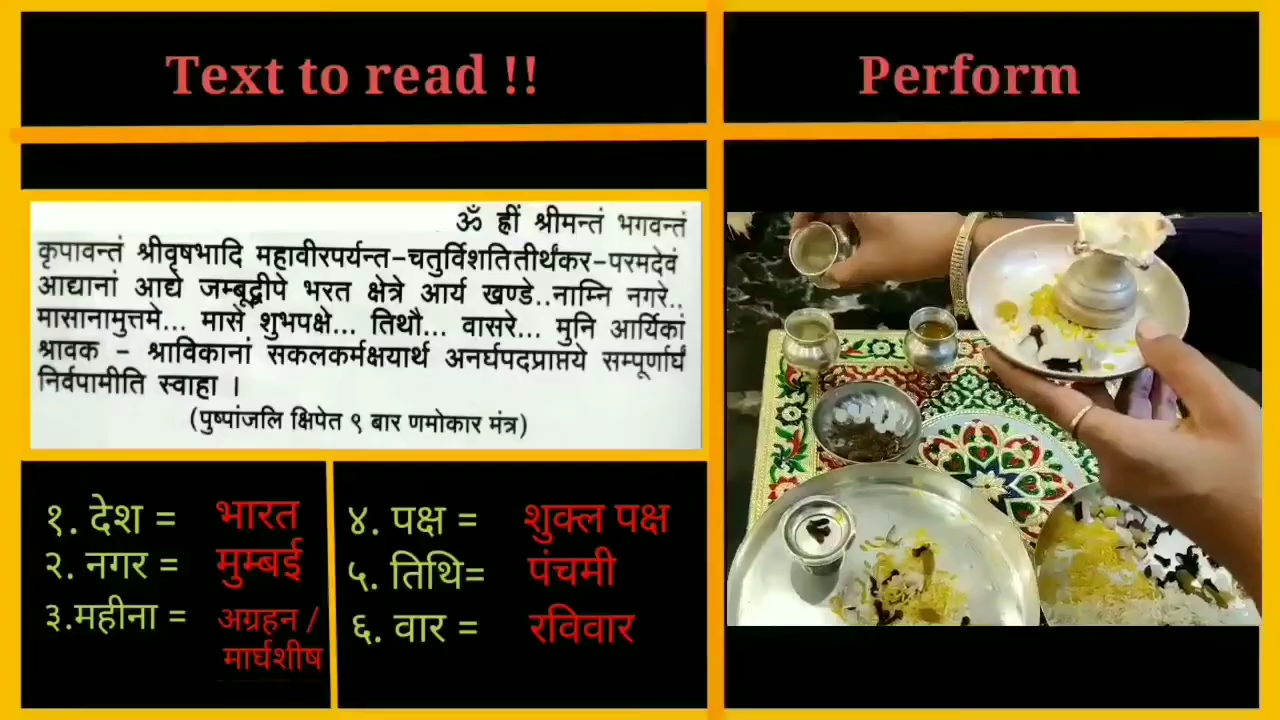 Text to read !!
Perform
ॐ ह्रीं श्रीमन्तं भगवन्तं
कृपावन्तं श्रीवृषभादि महावीरपर्यन्त-चतुर्विशतितीर्थंकर-परमदेवं
आद्यानां आद्ये जम्बूद्वीपे भरत क्षेत्रे आर्य खण्डे..नाम्नि नगरे..
मासानामुत्तमे... मासे शुभपक्षे... तिथौ... वासरे... मुनि आर्यिकां
श्रावक - श्राविकानां सकलकर्मक्षयार्थ अनर्घपदप्राप्तये सम्पूर्णार्घं
निर्वपामीति स्वाहा ।
(पुष्पांजलि क्षिपेत ९ बार णमोकार मंत्र)
१. देश = भारत
२. नगर = मुम्बई
३.महीना = अग्रहन /
मार्घशीष
४. पक्ष = शुक्ल पक्ष
५. तिथि= पंचमी
६. वार = रविवार